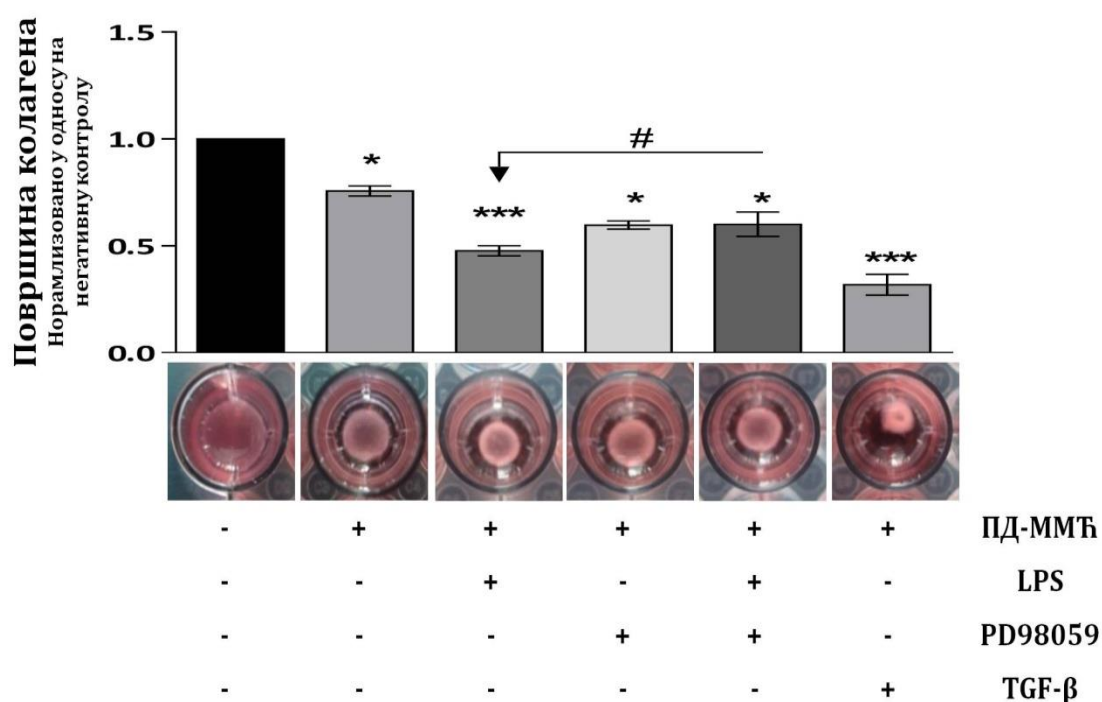 Површина колагена
Норамлизовано у односу на
негативну контролу
1.5
1.0
0.5
0.0
*
***
#
*
*
***
- + + + + + ПД-ММЋ
- - + - + - LPS
- - - + + - PD98059
- - - - - + TGF-β